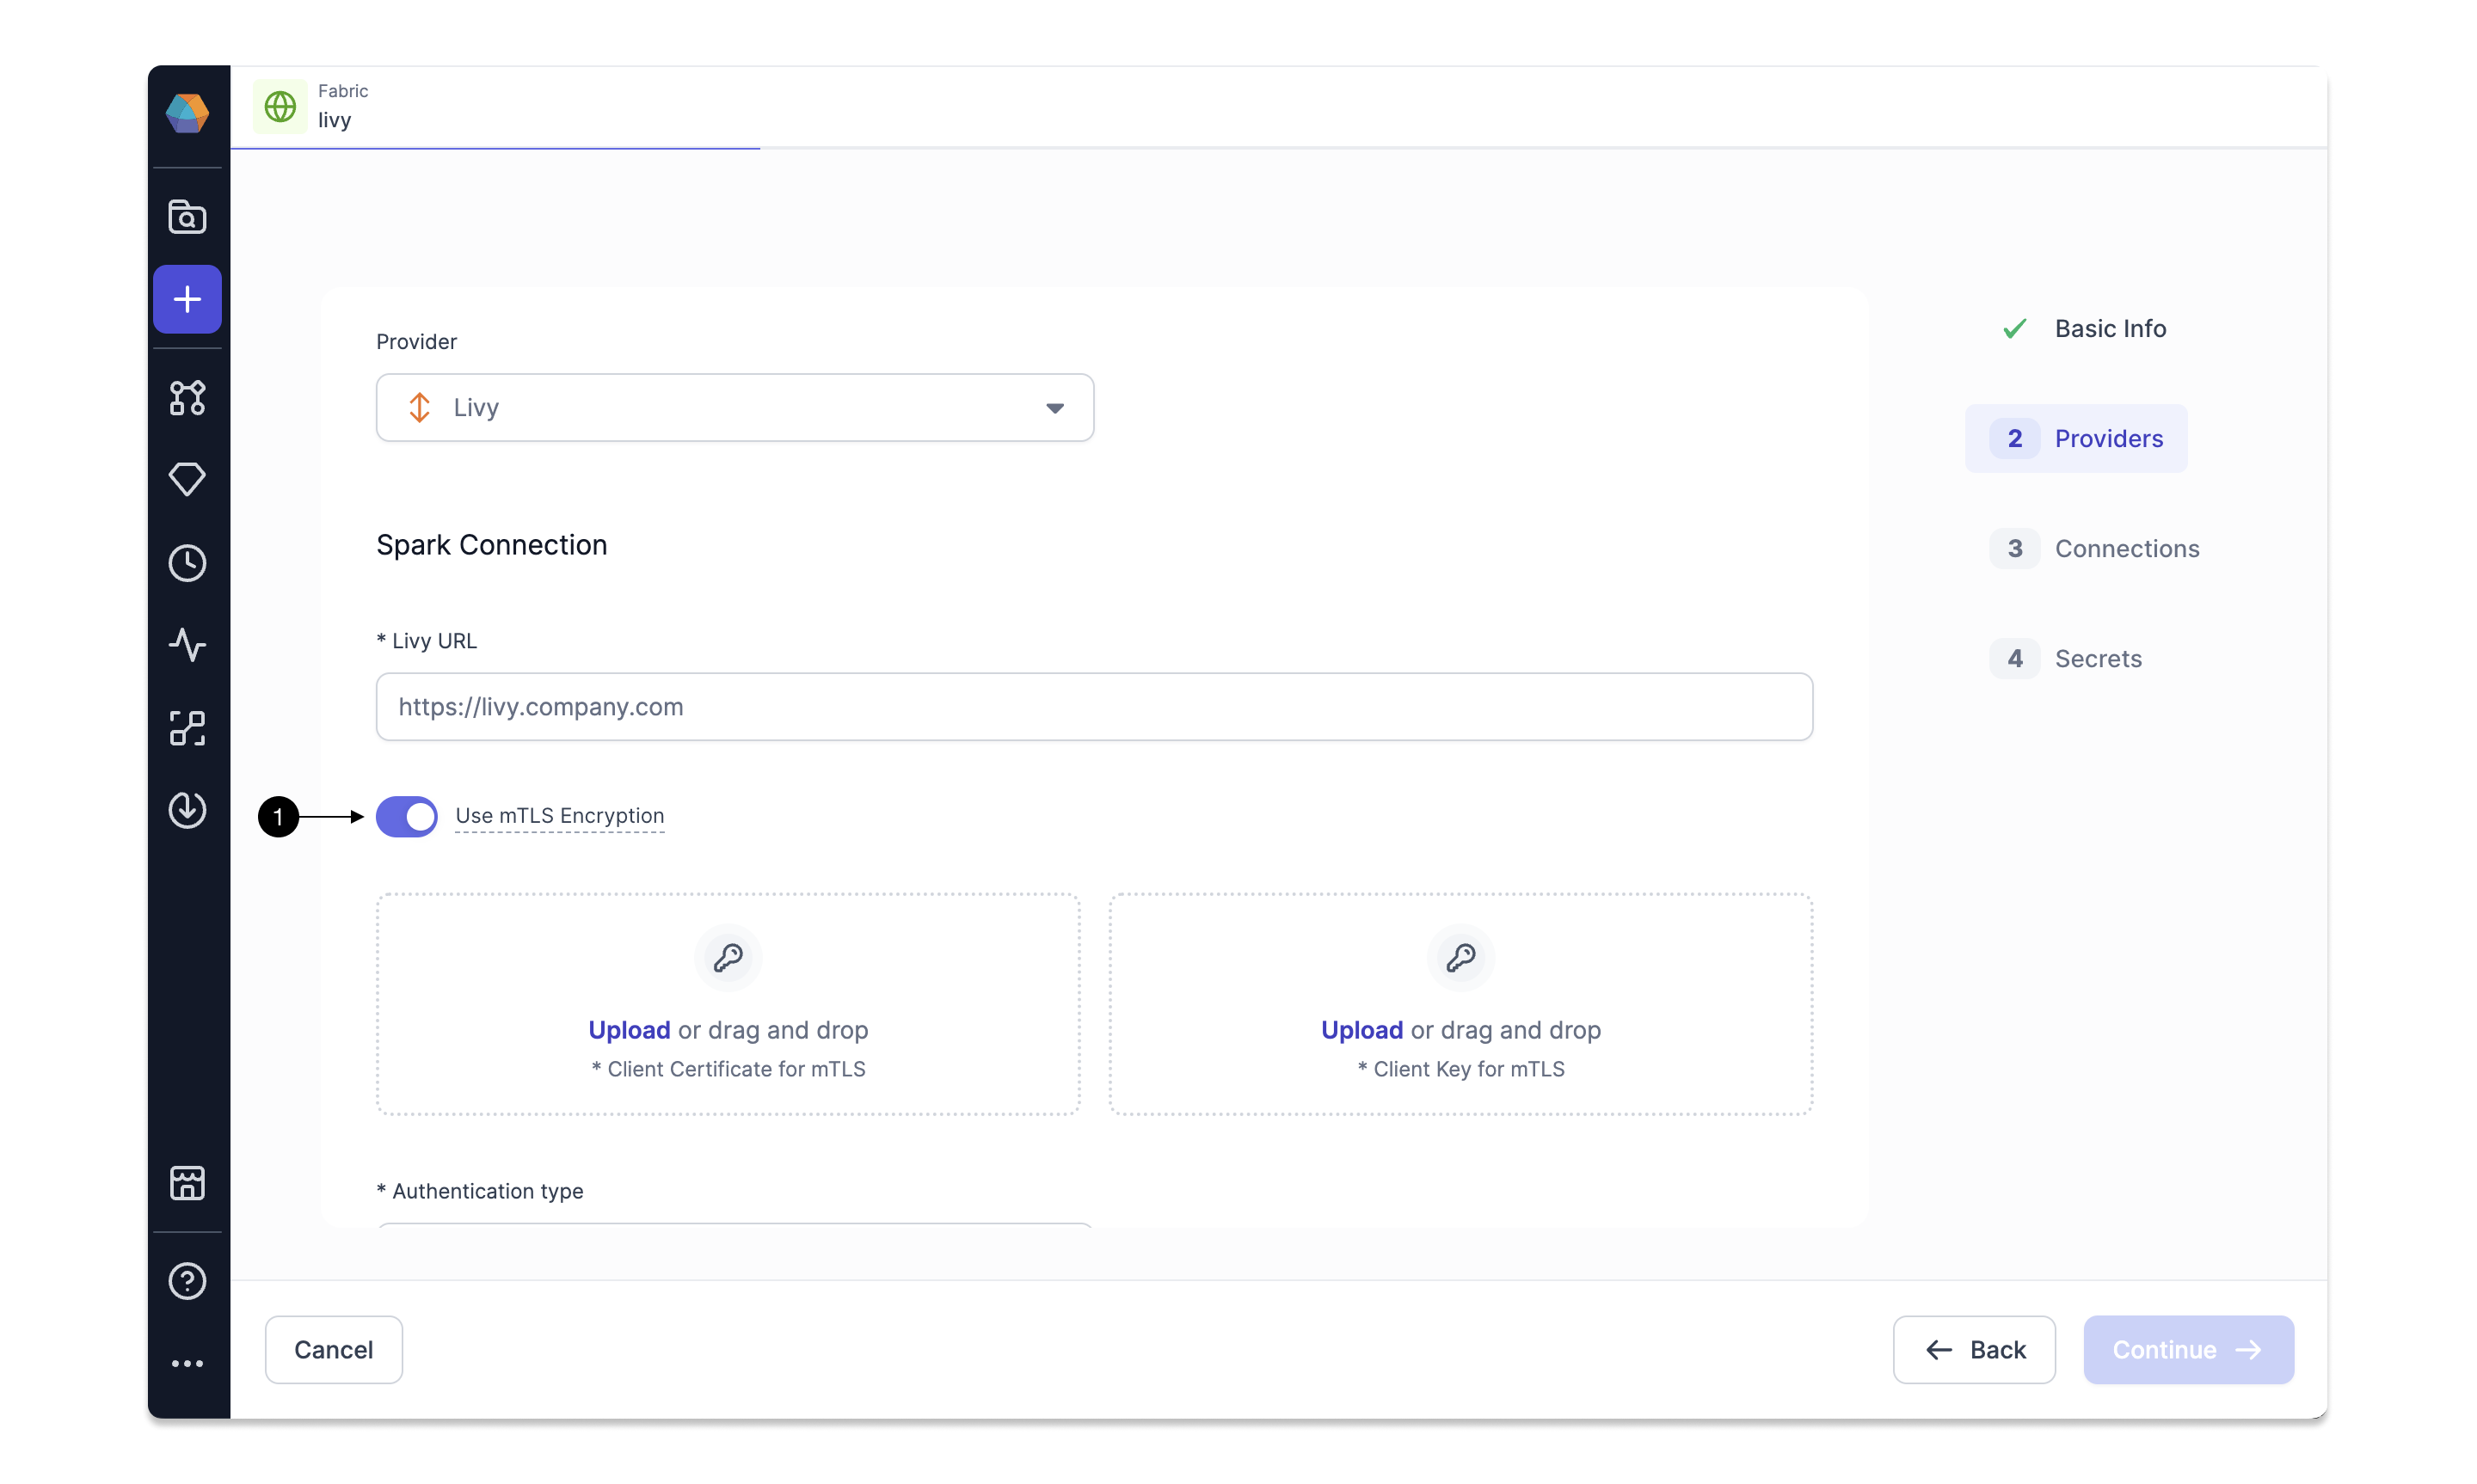 Fabric
livy
Provider
Livy
Spark Connection
* Livy URL
https://livy.company.com
1
Use mTLS Encryption
Upload or drag and drop
* Client Certificate for mTLS
Upload or drag and drop
* Client Key for mTLS
* Authentication type
Basic Info
2 Providers
3 Connections
4 Secrets
Cancel
Back
Continue